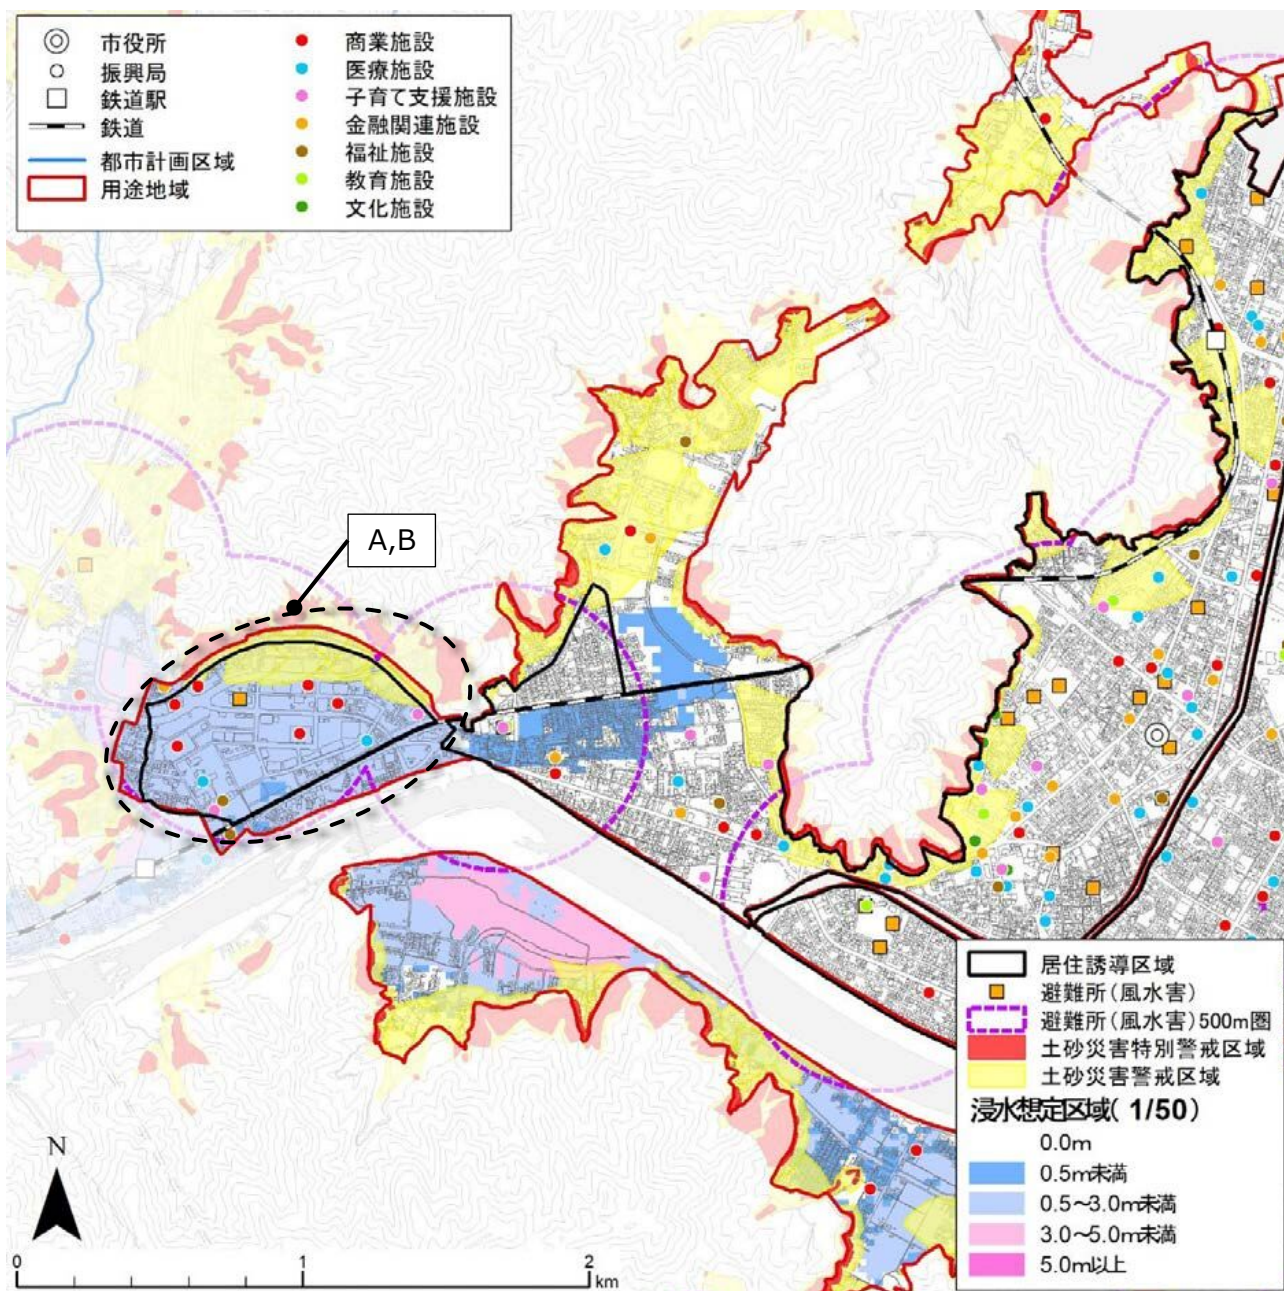 市役所
振興局
鉄道駅
鉄道
都市計画区域
用途地域
商業施設
医療施設
子育て支援施設
金融関連施設
福祉施設
教育施設
文化施設
A,B
居住誘導区域
避難所(風水害)
避難所(風水害)500m圏
土砂災害特別警戒区域
土砂災害警戒区域
浸水想定区域(1/50)
0.0m
0.5m未満
0.5~3.0m未満
3.0~5.0m未満
5.0m以上
N
0 1 2 km